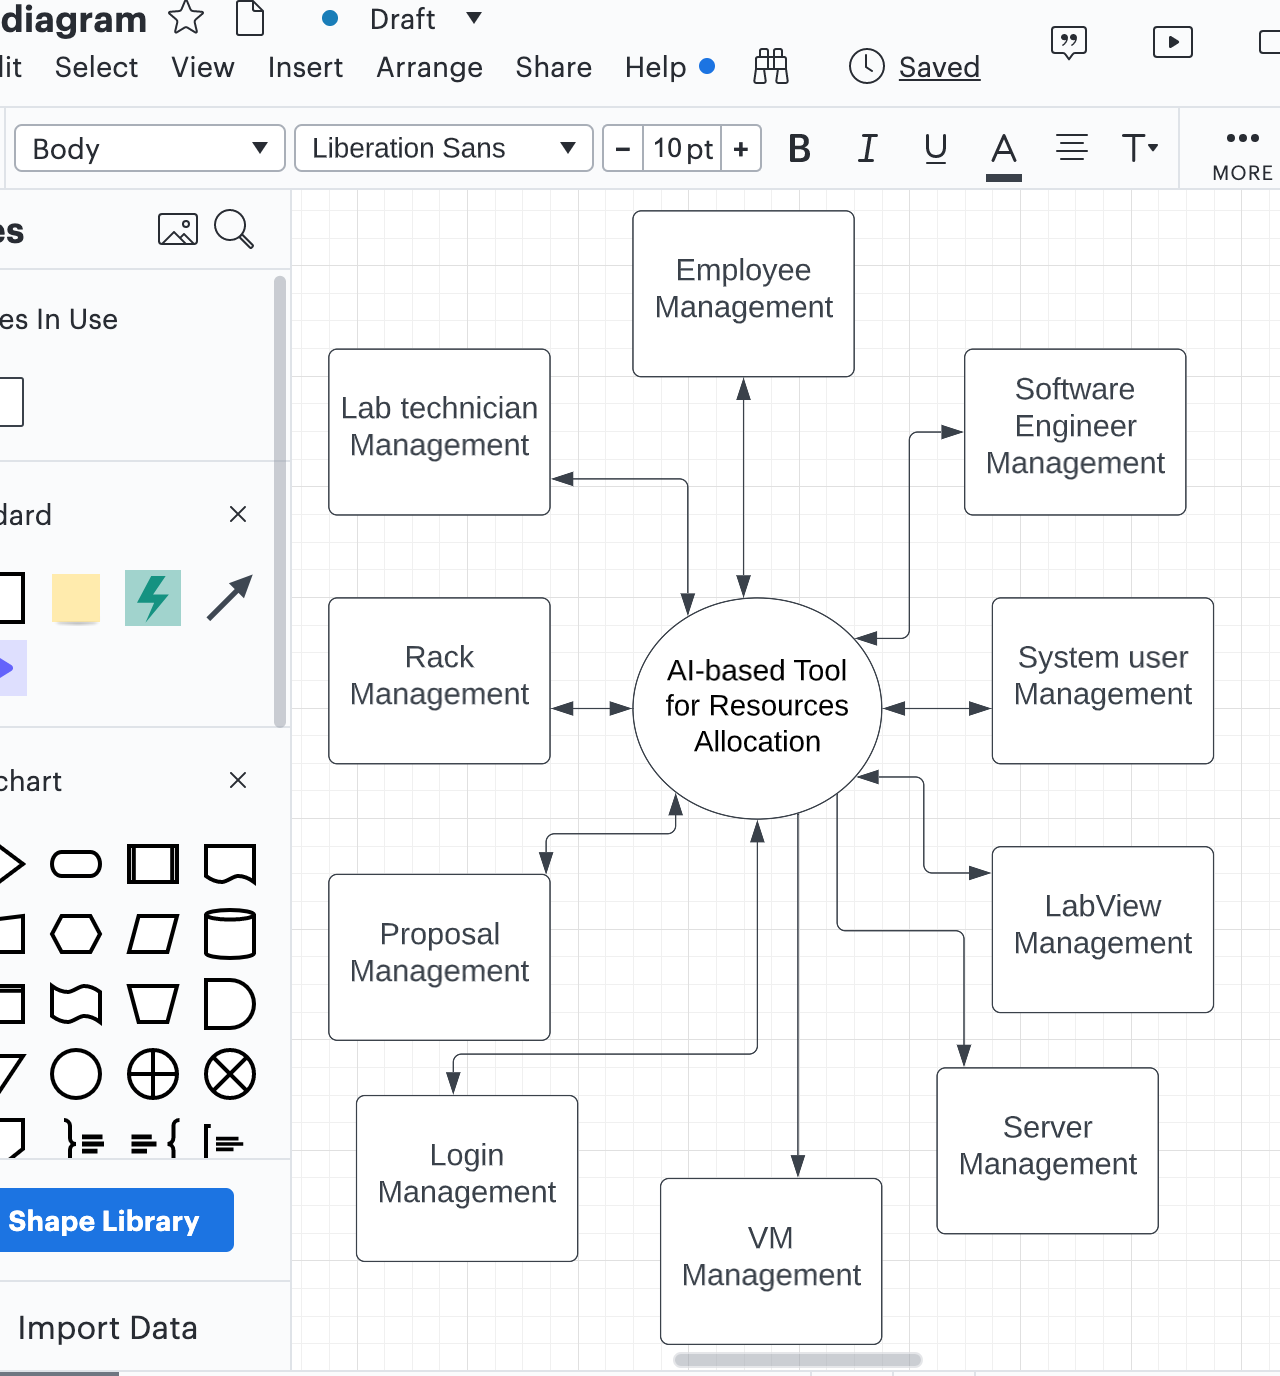 diagram
Draft
dit
Select
View
Insert
Arrange
Share
Help
Saved
Body
Liberation Sans
− 10 pt +
B I U A T
MORE
es
es In Use
dard
chart
Shape Library
Import Data
Employee
Management
Lab technician
Management
Software
Engineer
Management
Rack
Management
AI-based Tool
for Resources
Allocation
System user
Management
Proposal
Management
LabView
Management
Login
Management
Server
Management
VM
Management